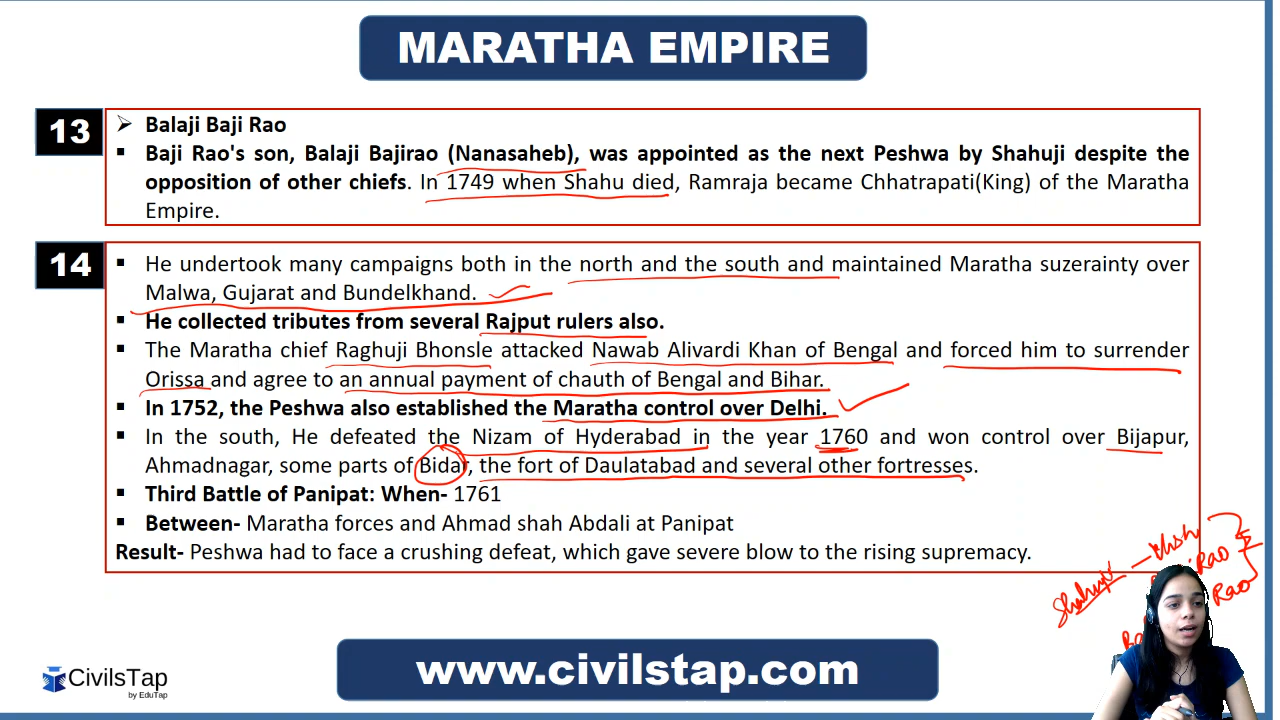 MARATHA EMPIRE
13
➤ Balaji Baji Rao
▪ Baji Rao's son, Balaji Bajirao (Nanasaheb), was appointed as the next Peshwa by Shahuji despite the
opposition of other chiefs. In 1749 when Shahu died, Ramraja became Chhatrapati(King) of the Maratha
Empire.
14
▪ He undertook many campaigns both in the north and the south and maintained Maratha suzerainty over
Malwa, Gujarat and Bundelkhand.
▪ He collected tributes from several Rajput rulers also.
▪ The Maratha chief Raghuji Bhonsle attacked Nawab Alivardi Khan of Bengal and forced him to surrender
Orissa and agree to an annual payment of chauth of Bengal and Bihar.
▪ In 1752, the Peshwa also established the Maratha control over Delhi.
▪ In the south, He defeated the Nizam of Hyderabad in the year 1760 and won control over Bijapur,
Ahmadnagar, some parts of Bidar, the fort of Daulatabad and several other fortresses.
▪ Third Battle of Panipat: When- 1761
▪ Between- Maratha forces and Ahmad shah Abdali at Panipat
Result- Peshwa had to face a crushing defeat, which gave severe blow to the rising supremacy.
Rao
Rao
CivilsTap
by EduTap
www.civilstap.com